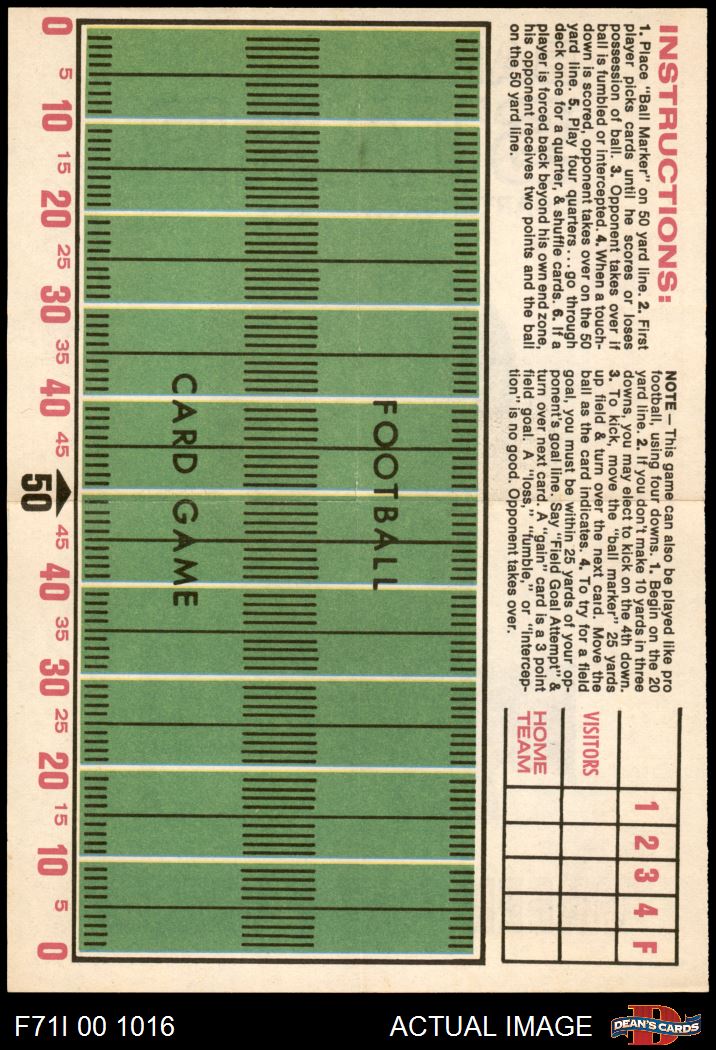 INSTRUCTIONS:
1. Place "Ball Marker" on 50 yard line. 2. First
player picks cards until he scores or loses
possession of ball. 3. Opponent takes over if
ball is fumbled or intercepted. 4. When a touch-
down is scored, opponent takes over on the 50
yard line. 5. Play four quarters...go through
deck once for a quarter, & shuffle cards. 6. If a
player is forced back beyond his own end zone,
his opponent receives two points and the ball
on the 50 yard line.
NOTE — This game can also be played like pro
football, using four downs. 1. Begin on the 20
yard line. 2. If you don't make 10 yards in three
downs, you may elect to kick on the 4th down.
3. To kick, move the "ball marker" 25 yards
up field & turn over the next card. Move the
ball as the card indicates. 4. To try for a field
goal, you must be within 25 yards of your op-
ponent's goal line. Say "Field Goal Attempt" &
turn over next card. A "gain" card is a 3 point
field goal. A "loss," "fumble," or "intercep-
tion" is no good. Opponent takes over.
1 2 3 4 F
VISITORS
HOME
TEAM
FOOTBALL
CARD GAME
0 5 10 15 20 25 30 35 40 45 50 45 40 35 30 25 20 15 10 5 0
F71I 00 1016
ACTUAL IMAGE
D
DEAN'S CARDS